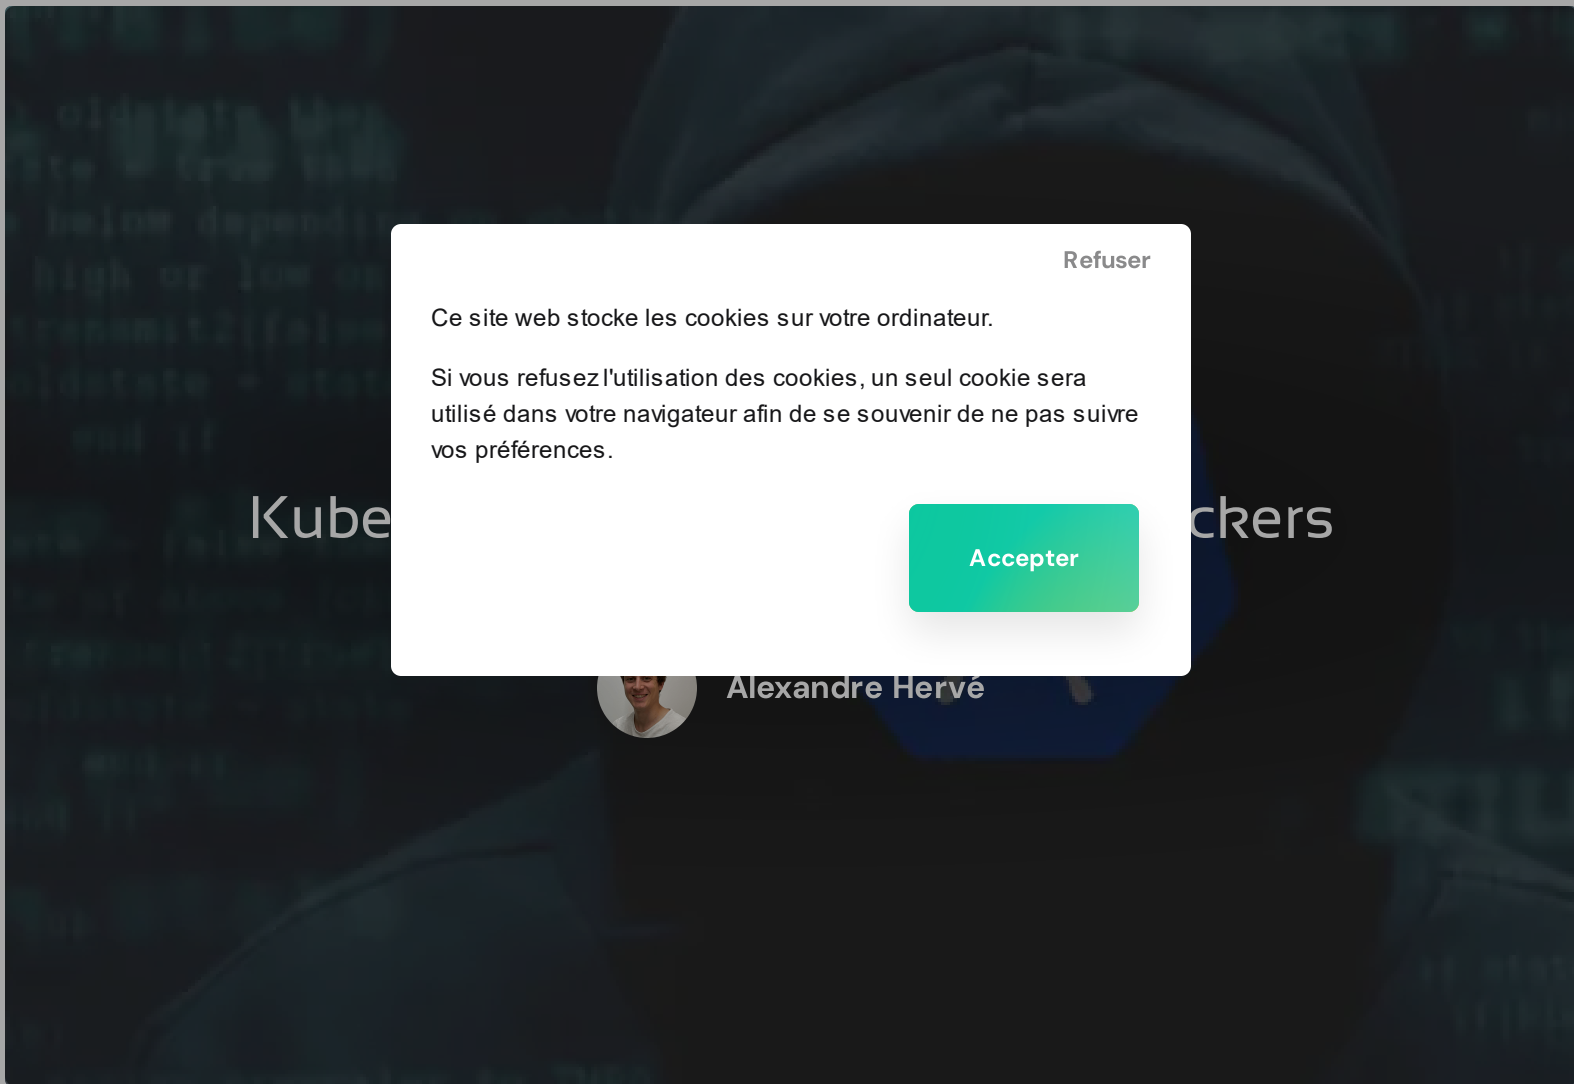 Refuser
Ce site web stocke les cookies sur votre ordinateur.
Si vous refusez l'utilisation des cookies, un seul cookie sera
utilisé dans votre navigateur afin de se souvenir de ne pas suivre
vos préférences.
Accepter
Kube ckers
Alexandre Hervé